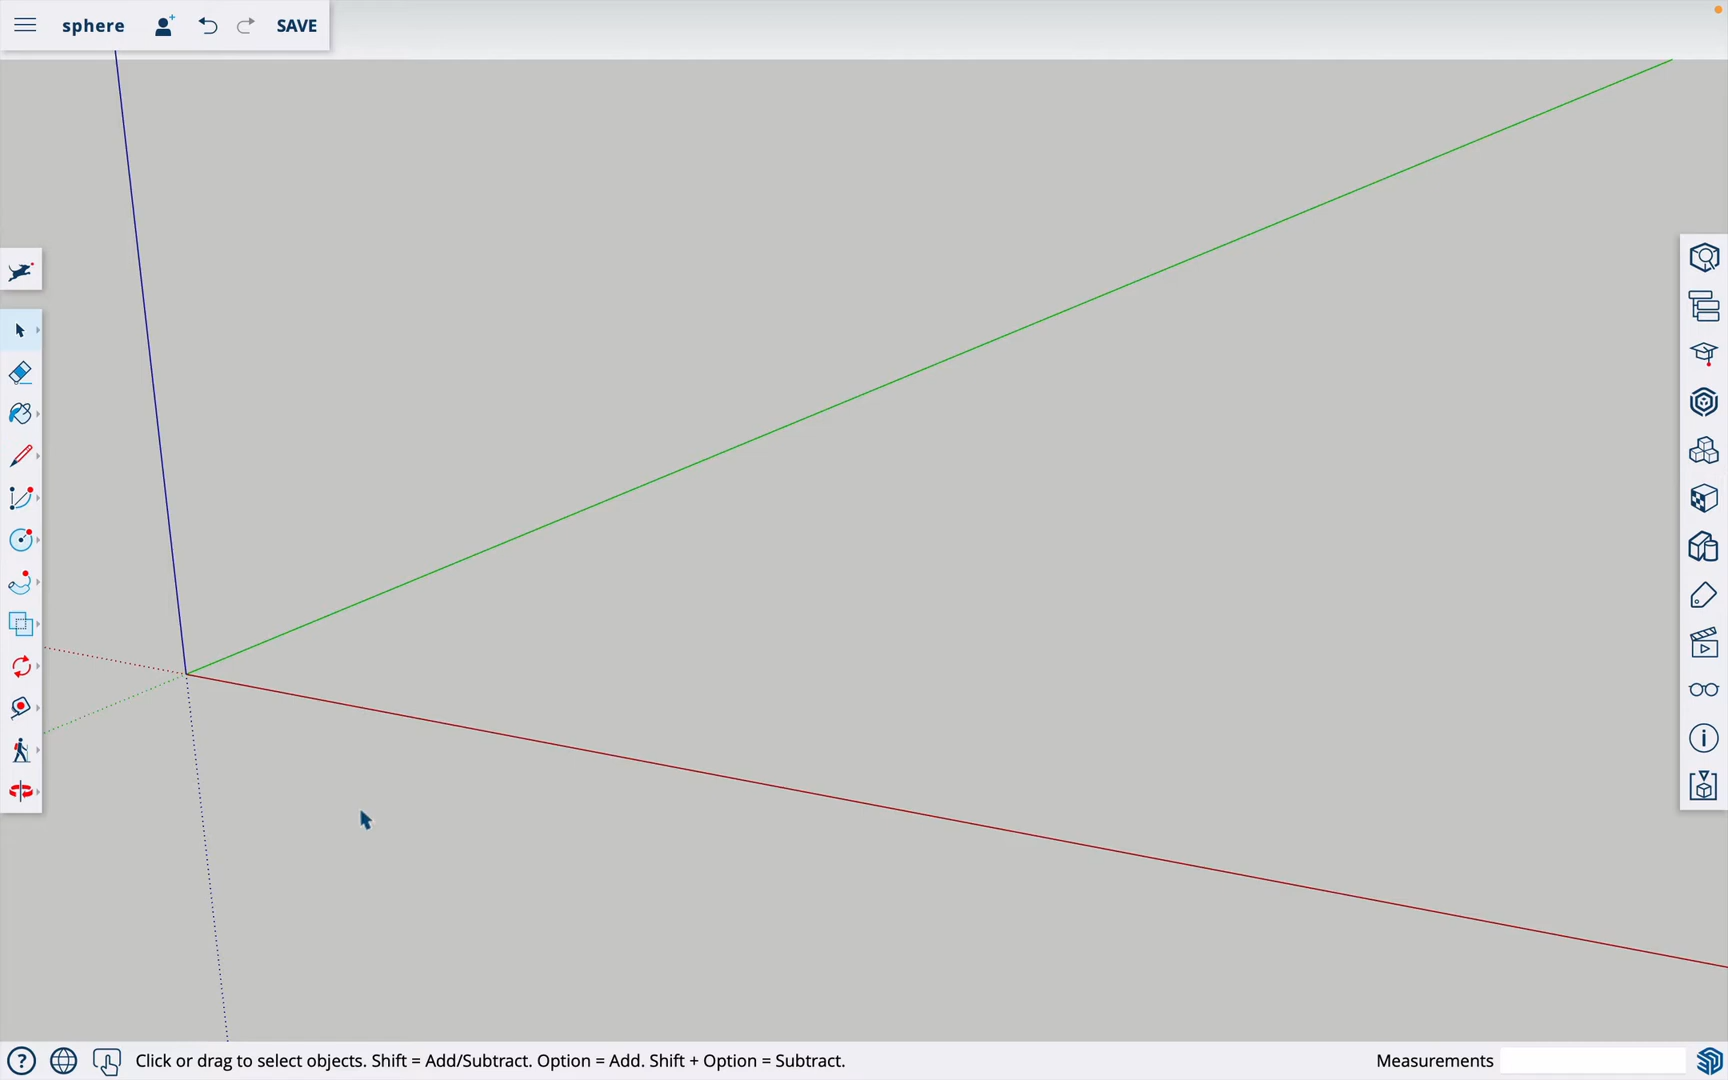 sphere
SAVE
Click or drag to select objects. Shift = Add/Subtract. Option = Add. Shift + Option = Subtract.
Measurements